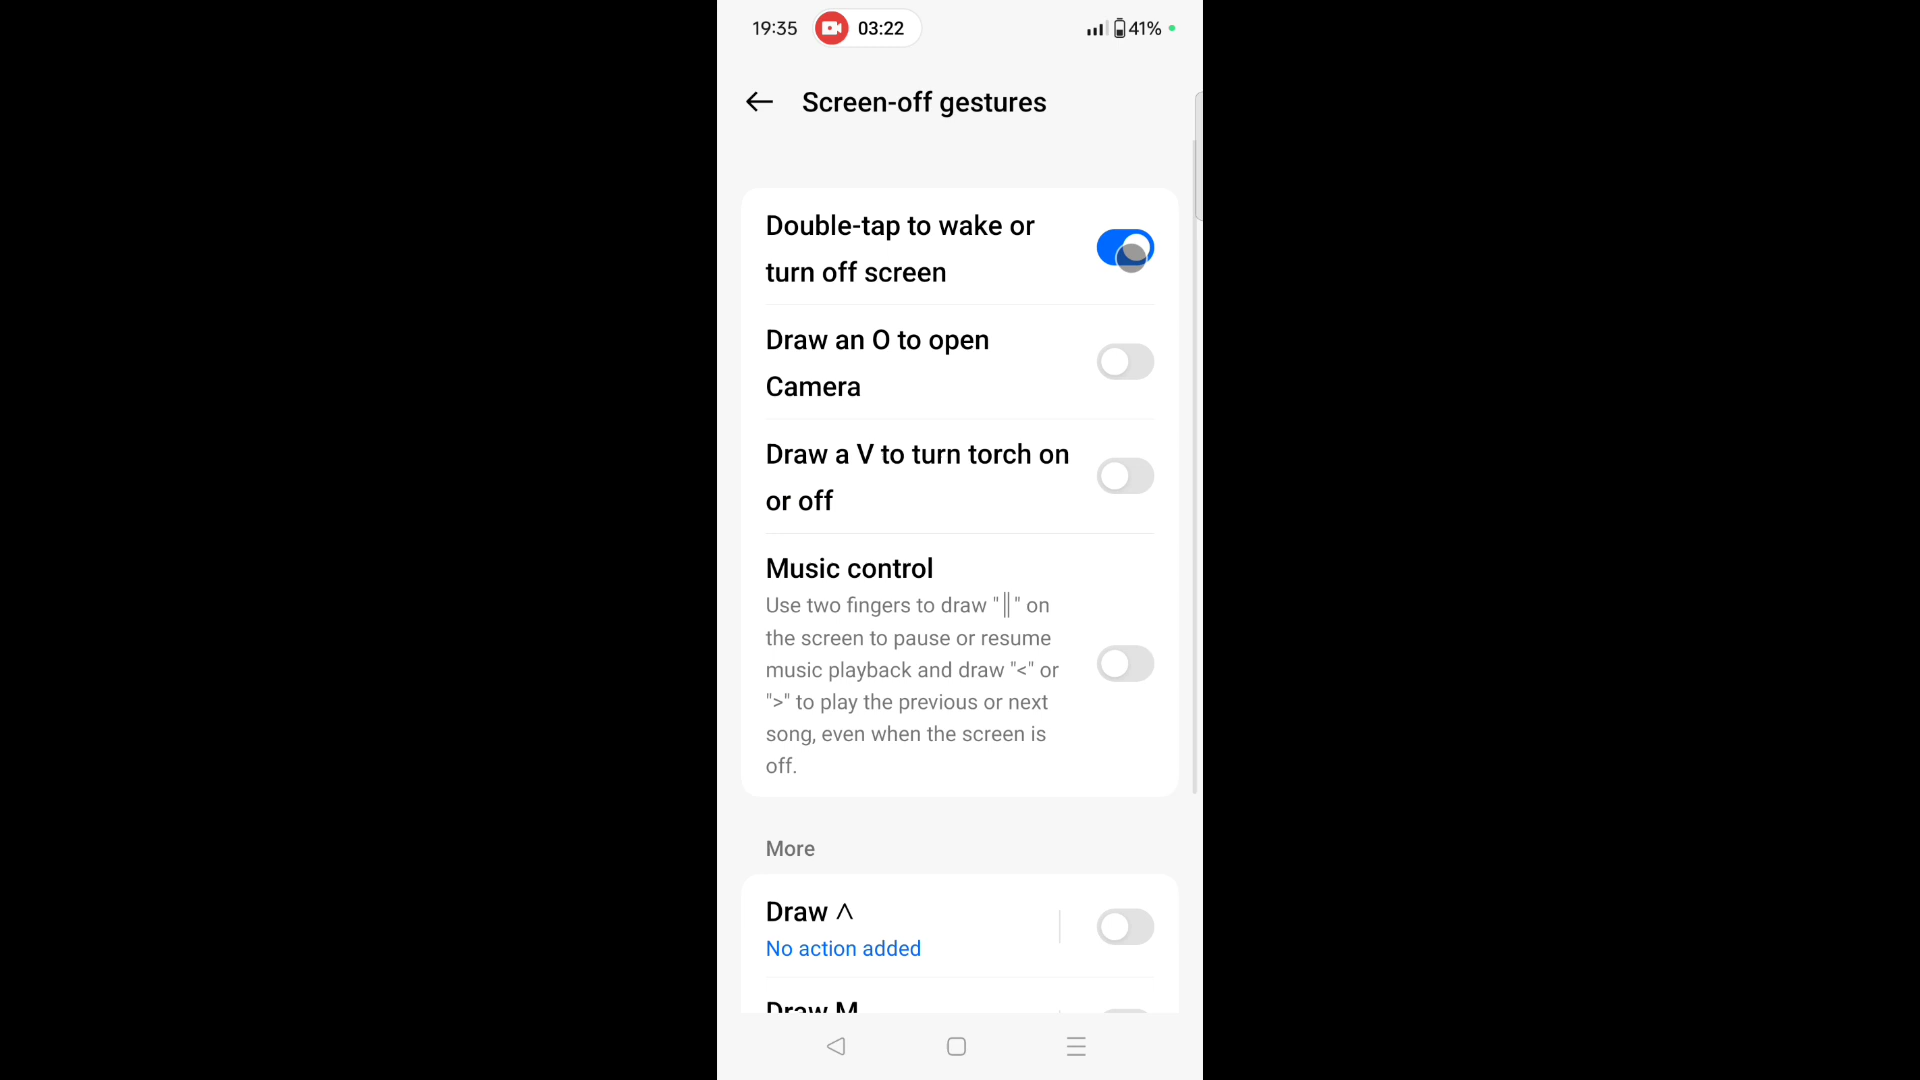 19:35 03:22 41%
Screen-off gestures
Double-tap to wake or
turn off screen
Draw an O to open
Camera
Draw a V to turn torch on
or off
Music control
Use two fingers to draw "║" on
the screen to pause or resume
music playback and draw "<" or
">" to play the previous or next
song, even when the screen is
off.
More
Draw ∧
No action added
Draw M